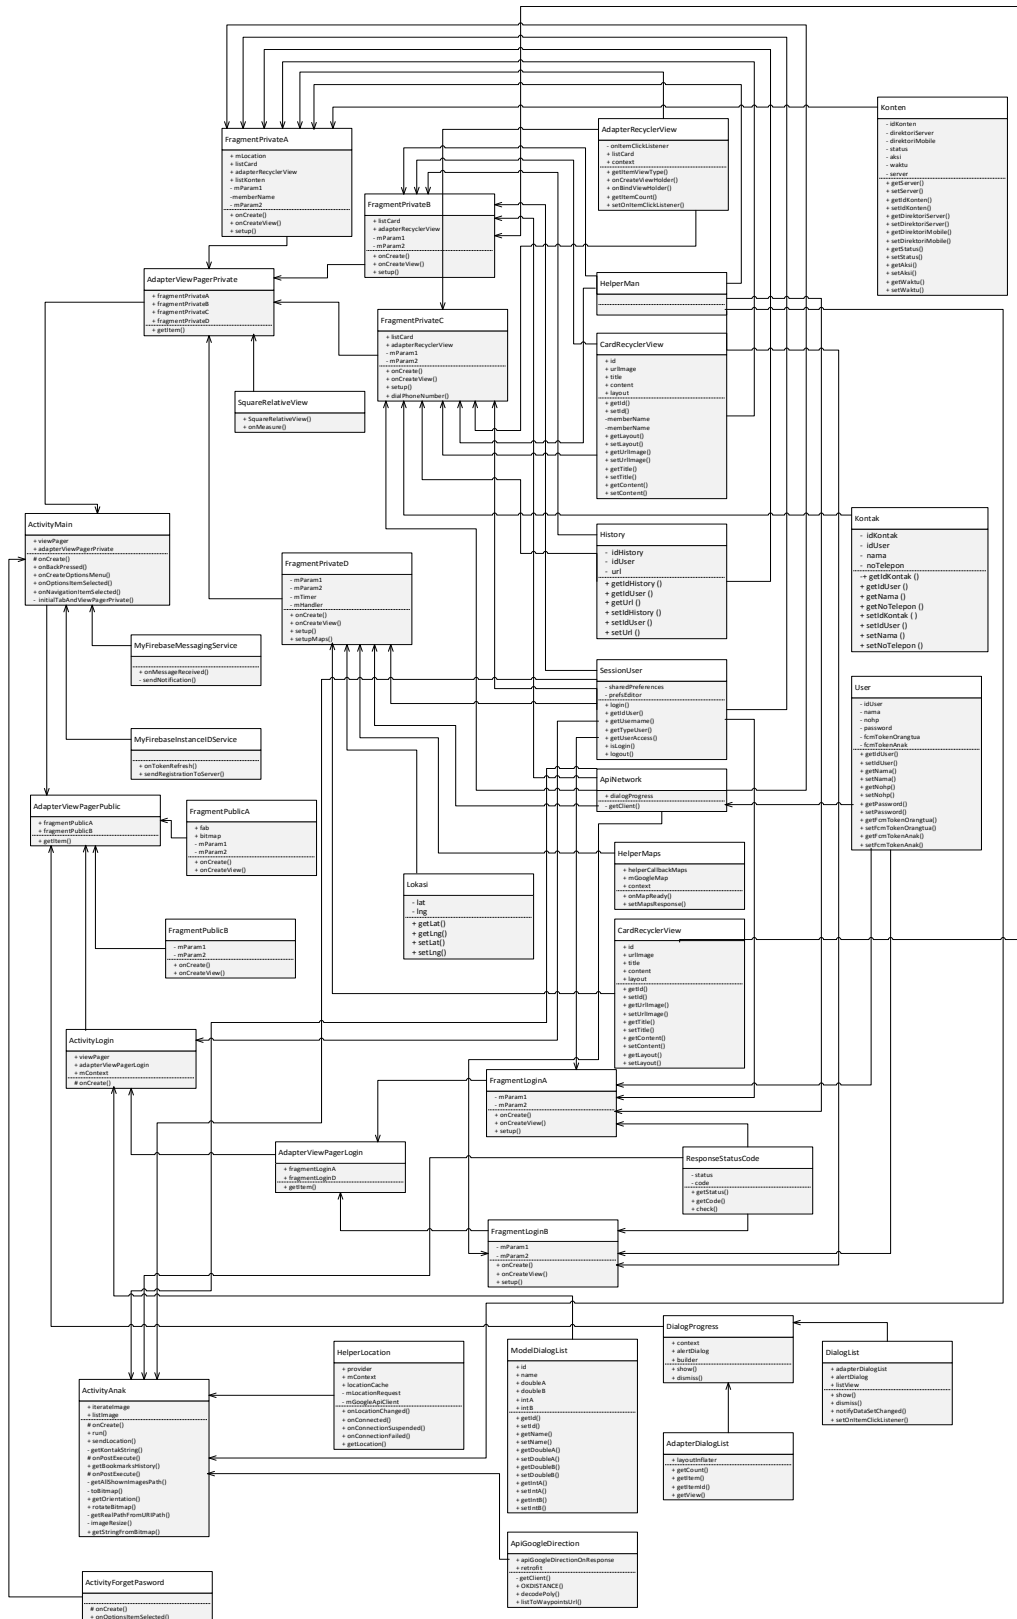 FragmentPrivateA
+ mLocation
+ listCard
+ adapterRecyclerView
+ listKonten
- mParam1
-memberName
- mParam2
+ onCreate()
+ onCreateView()
+ setup()
AdapterRecyclerView
- onItemClickListener
+ listCard
+ context
+ getItemViewType()
+ onCreateViewHolder()
+ onBindViewHolder()
+ getItemCount()
+ setOnItemClickListener()
Konten
- idKonten
- direktoriServer
- direktoriMobile
- status
- aksi
- waktu
- server
+ getServer()
+ setServer()
+ getIdKonten()
+ setIdKonten()
+ getDirektoriServer()
+ setDirektoriServer()
+ getDirektoriMobile()
+ setDirektoriMobile()
+ getStatus()
+ setStatus()
+ getAksi()
+ setAksi()
+ getWaktu()
+ setWaktu()
FragmentPrivateB
+ listCard
+ adapterRecyclerView
- mParam1
- mParam2
+ onCreate()
+ onCreateView()
+ setup()
AdapterViewPagerPrivate
+ fragmentPrivateA
+ fragmentPrivateB
+ fragmentPrivateC
+ fragmentPrivateD
+ getItem()
HelperMan
FragmentPrivateC
+ listCard
+ adapterRecyclerView
- mParam1
- mParam2
+ onCreate()
+ onCreateView()
+ setup()
+ dialPhoneNumber()
CardRecyclerView
+ id
+ urlImage
+ title
+ content
+ layout
+ getId()
+ setId()
-memberName
-memberName
+ getLayout()
+ setLayout()
+ getUrlImage()
+ setUrlImage()
+ getTitle()
+ setTitle()
+ getContent()
+ setContent()
SquareRelativeView
+ SquareRelativeView()
+ onMeasure()
ActivityMain
+ viewPager
+ adapterViewPagerPrivate
# onCreate()
+ onBackPressed()
+ onCreateOptionsMenu()
+ onOptionsItemSelected()
+ onNavigationItemSelected()
- initialTabAndViewPagerPrivate()
History
- idHistory
- idUser
- url
+ getIdHistory ()
+ getIdUser ()
+ getUrl ()
+ setIdHistory ()
+ setIdUser ()
+ setUrl ()
Kontak
- idKontak
- idUser
- nama
- noTelepon
-+ getIdKontak ()
+ getIdUser ()
+ getNama ()
+ getNoTelepon ()
+ setIdKontak ( )
+ setIdUser ()
+ setNama ()
+ setNoTelepon ()
FragmentPrivateD
- mParam1
- mParam2
- mTimer
- mHandler
+ onCreate()
+ onCreateView()
+ setup()
+ setupMaps()
MyFirebaseMessagingService
+ onMessageReceived()
- sendNotification()
SessionUser
- sharedPreferences
- prefsEditor
+ login()
+ getIdUser()
+ getUsername()
+ getTypeUser()
+ getUserAccess()
+ isLogin()
+ logout()
User
- idUser
- nama
- nohp
- password
- fcmTokenOrangtua
- fcmTokenAnak
+ getIdUser()
+ setIdUser()
+ getNama()
+ setNama()
+ getNohp()
+ setNohp()
+ getPassword()
+ setPassword()
+ getFcmTokenOrangtua()
+ setFcmTokenOrangtua()
+ getFcmTokenAnak()
+ setFcmTokenAnak()
MyFirebaseInstanceIDService
+ onTokenRefresh()
+ sendRegistrationToServer()
ApiNetwork
+ dialogProgress
- getClient()
AdapterViewPagerPublic
+ fragmentPublicA
+ fragmentPublicB
+ getItem()
FragmentPublicA
+ fab
+ bitmap
- mParam1
- mParam2
+ onCreate()
+ onCreateView()
HelperMaps
+ helperCallbackMaps
+ mGoogleMap
+ context
+ onMapReady()
+ setMapsResponse()
Lokasi
- lat
- lng
+ getLat()
+ getLng()
+ setLat()
+ setLng()
FragmentPublicB
- mParam1
- mParam2
+ onCreate()
+ onCreateView()
CardRecyclerView
+ id
+ urlImage
+ title
+ content
+ layout
+ getId()
+ setId()
+ getUrlImage()
+ setUrlImage()
+ getTitle()
+ setTitle()
+ getContent()
+ setContent()
+ getLayout()
+ setLayout()
ActivityLogin
+ viewPager
+ adapterViewPagerLogin
+ mContext
# onCreate()
FragmentLoginA
- mParam1
- mParam2
+ onCreate()
+ onCreateView()
+ setup()
AdapterViewPagerLogin
+ fragmentLoginA
+ fragmentLoginD
+ getItem()
ResponseStatusCode
- status
- code
+ getStatus()
+ getCode()
+ check()
FragmentLoginB
- mParam1
- mParam2
+ onCreate()
+ onCreateView()
+ setup()
DialogProgress
+ context
+ alertDialog
+ builder
+ show()
+ dismiss()
DialogList
+ adapterDialogList
+ alertDialog
+ listView
+ show()
+ dismiss()
+ notifyDataSetChanged()
+ setOnItemClickListener()
HelperLocation
+ provider
+ mContext
+ locationCache
- mLocationRequest
- mGoogleApiClient
+ onLocationChanged()
+ onConnected()
+ onConnectionSuspended()
+ onConnectionFailed()
+ getLocation()
ModelDialogList
+ id
+ name
+ doubleA
+ doubleB
+ intA
+ intB
+ getId()
+ setId()
+ getName()
+ setName()
+ getDoubleA()
+ setDoubleA()
+ getDoubleB()
+ setDoubleB()
+ getIntA()
+ setIntA()
+ getIntB()
+ setIntB()
ActivityAnak
+ iterateImage
+ listImage
# onCreate()
+ run()
+ sendLocation()
- getKontakString()
# onPostExecute()
+ getBookmarksHistory()
# onPostExecute()
- getAllShownImagesPath()
- toBitmap()
+ getOrientation()
+ rotateBitmap()
- getRealPathFromURIPath()
- imageResize()
+ getStringFromBitmap()
AdapterDialogList
+ layoutInflater
+ getCount()
+ getItem()
+ getItemId()
+ getView()
ApiGoogleDirection
+ apiGoogleDirectionOnResponse
+ retrofit
- getClient()
+ OKDISTANCE()
+ decodePoly()
+ listToWaypointsUrl()
ActivityForgetPasword
# onCreate()
+ onOptionsItemSelected()